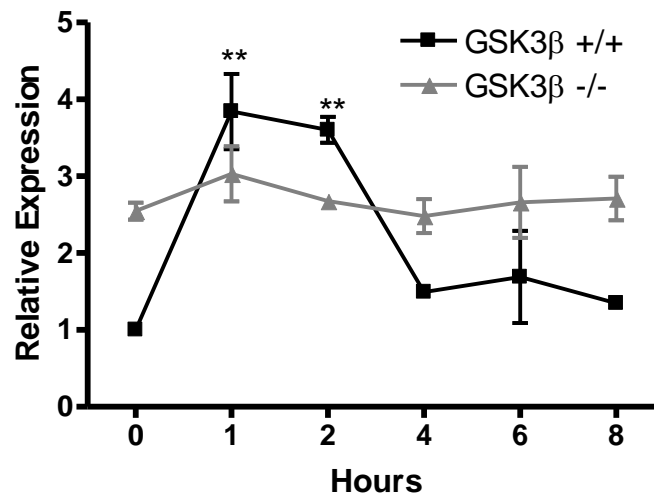 5
4
3
2
1
0
Relative Expression
**
**
GSK3β +/+
GSK3β -/-
0 1 2 4 6 8
Hours